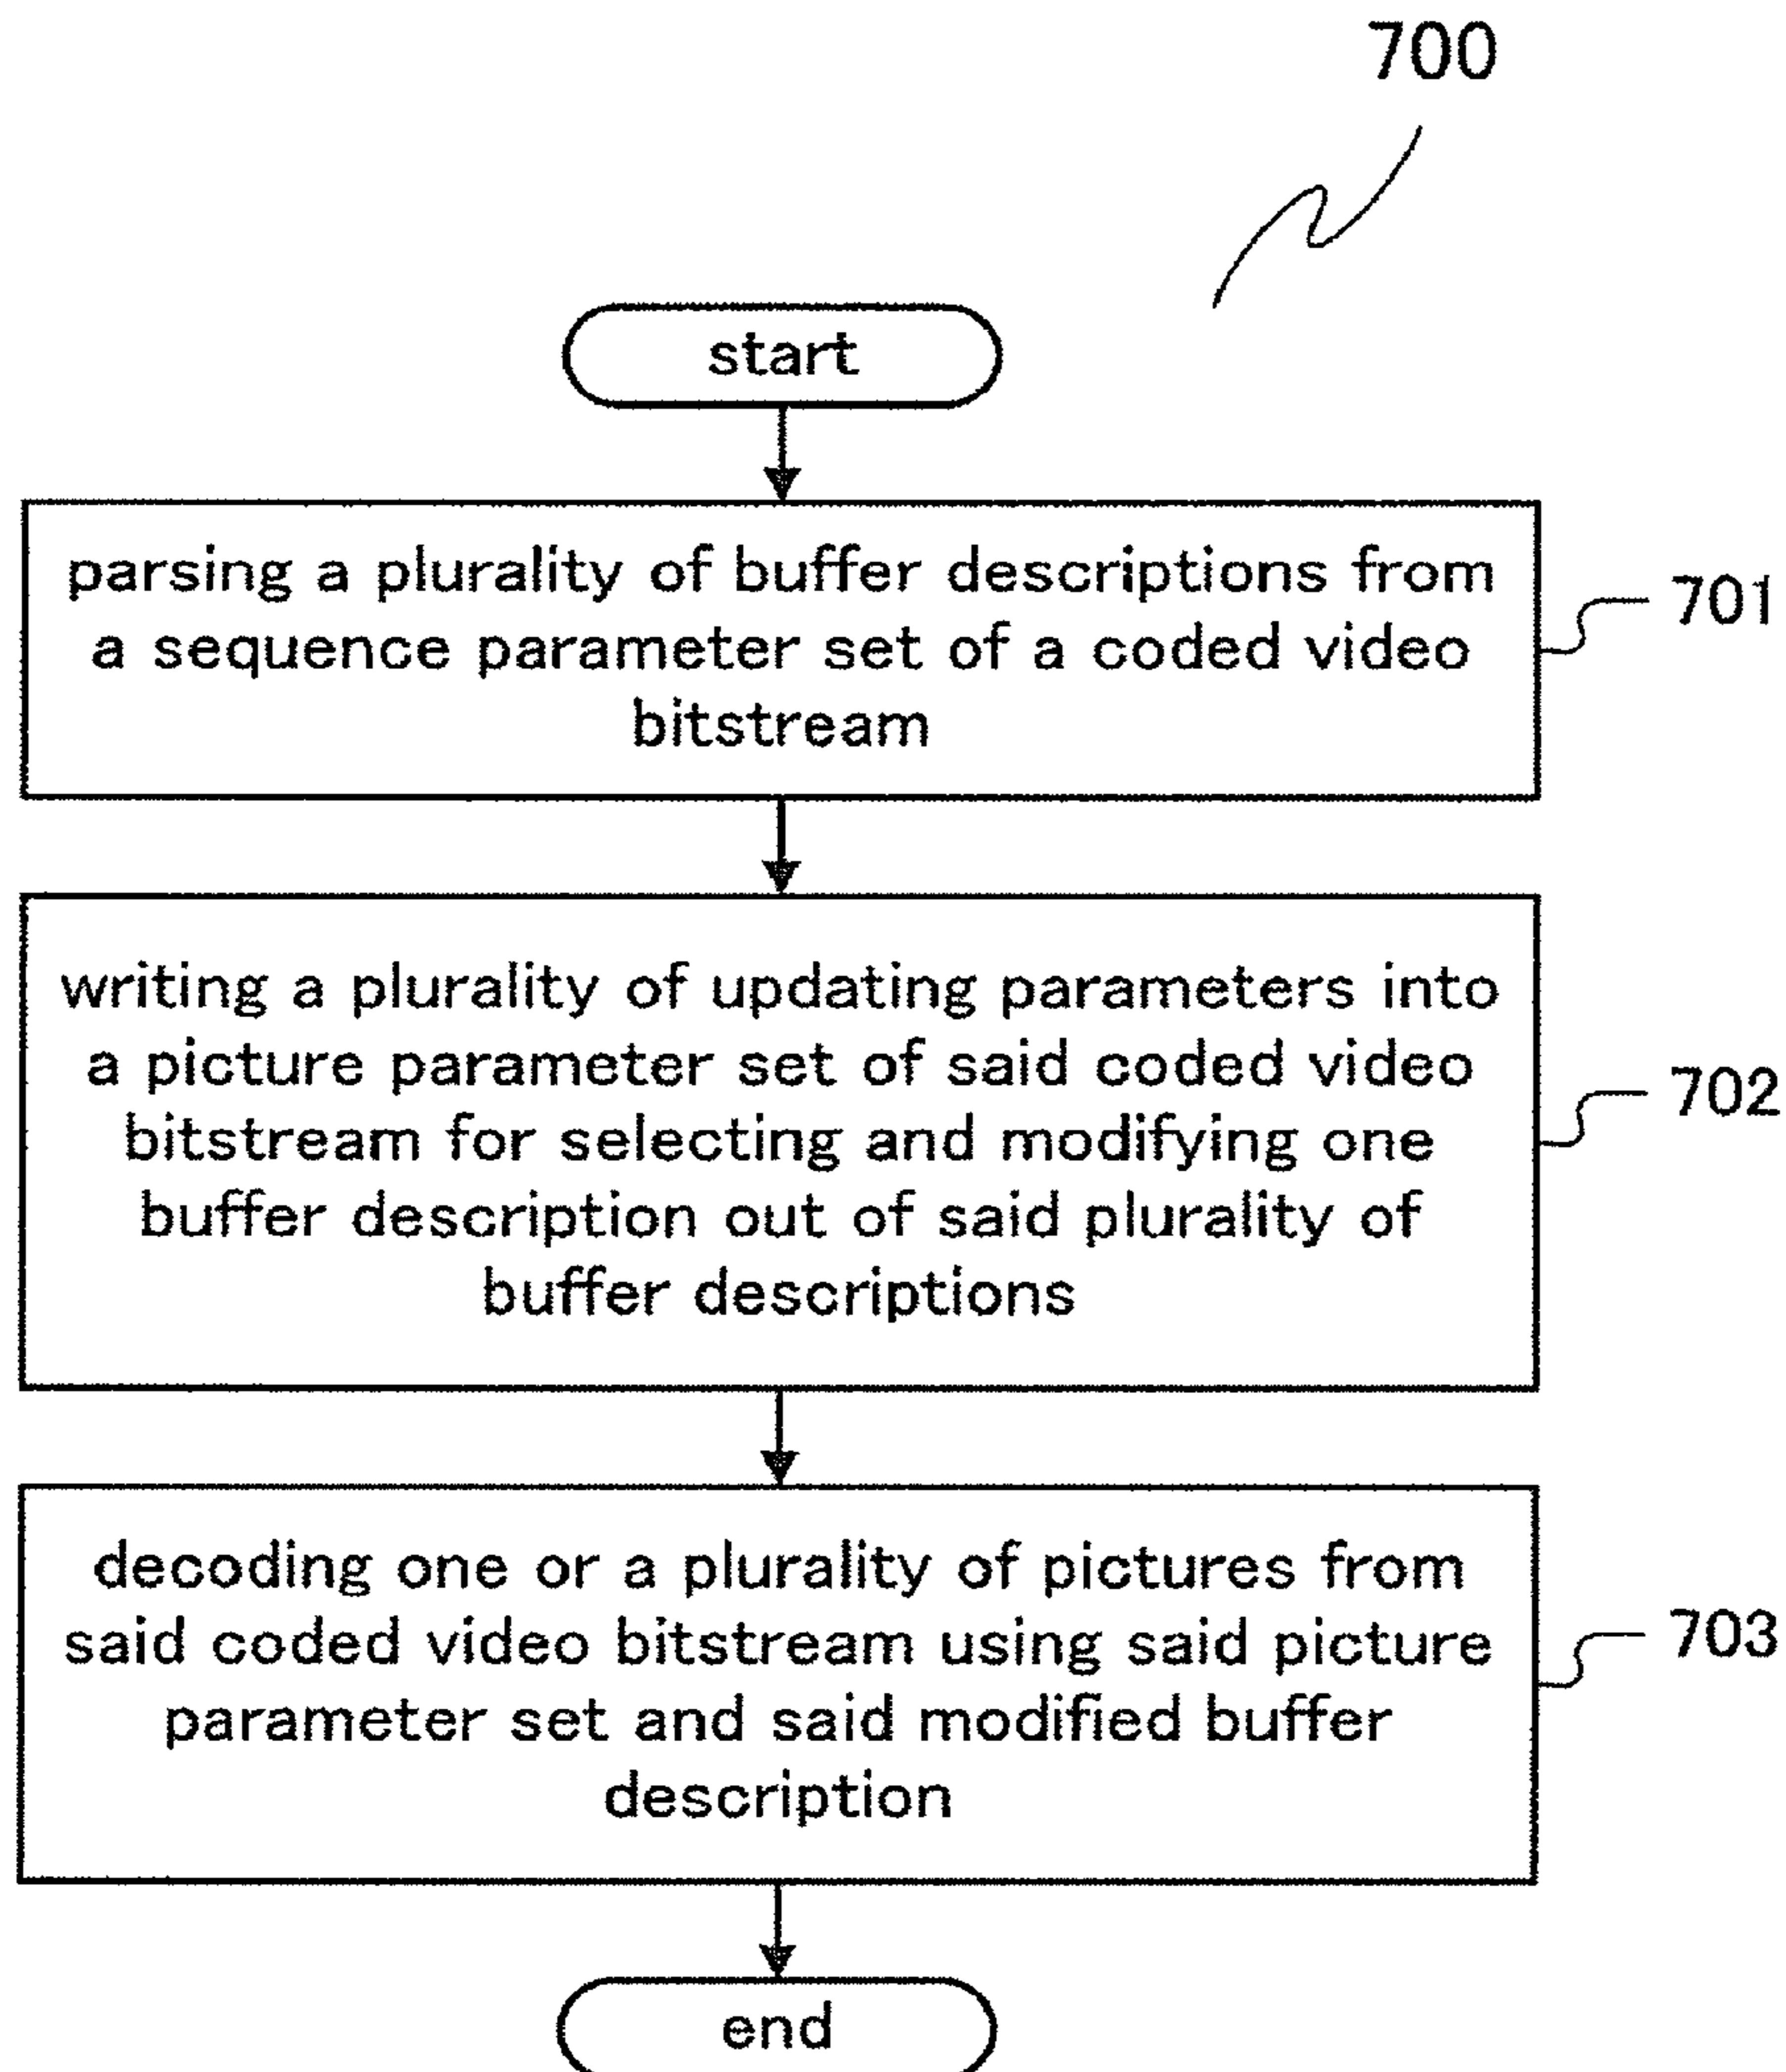 700
start
parsing a plurality of buffer descriptions from
a sequence parameter set of a coded video
bitstream
701
writing a plurality of updating parameters into
a picture parameter set of said coded video
bitstream for selecting and modifying one
buffer description out of said plurality of
buffer descriptions
702
decoding one or a plurality of pictures from
said coded video bitstream using said picture
parameter set and said modified buffer
description
703
end